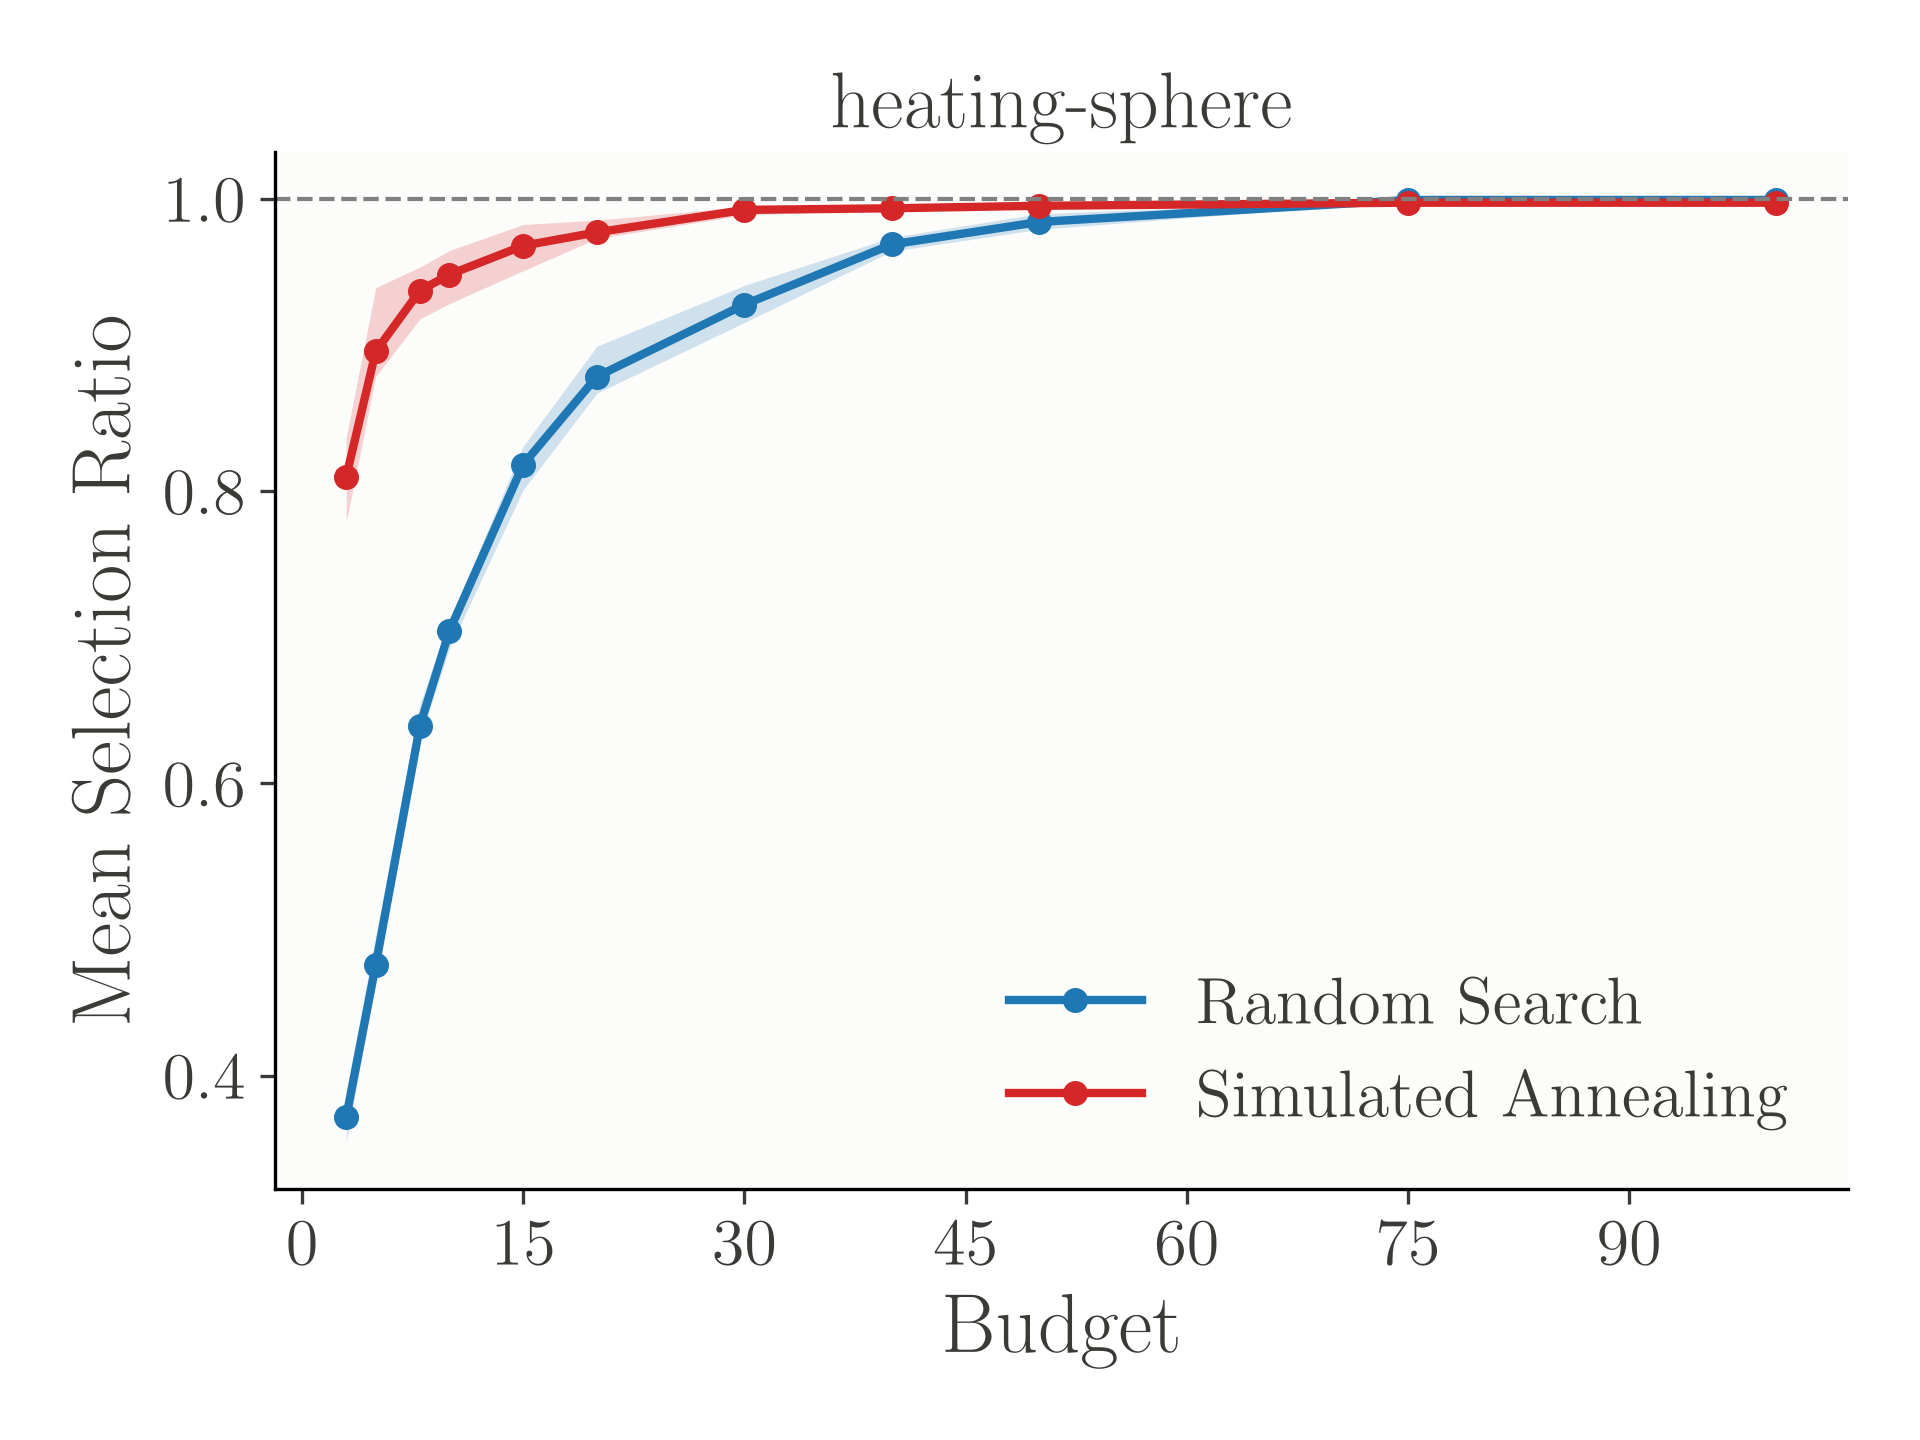 heating-sphere
Mean Selection Ratio
1.0
0.8
0.6
0.4
Random Search
Simulated Annealing
0 15 30 45 60 75 90
Budget